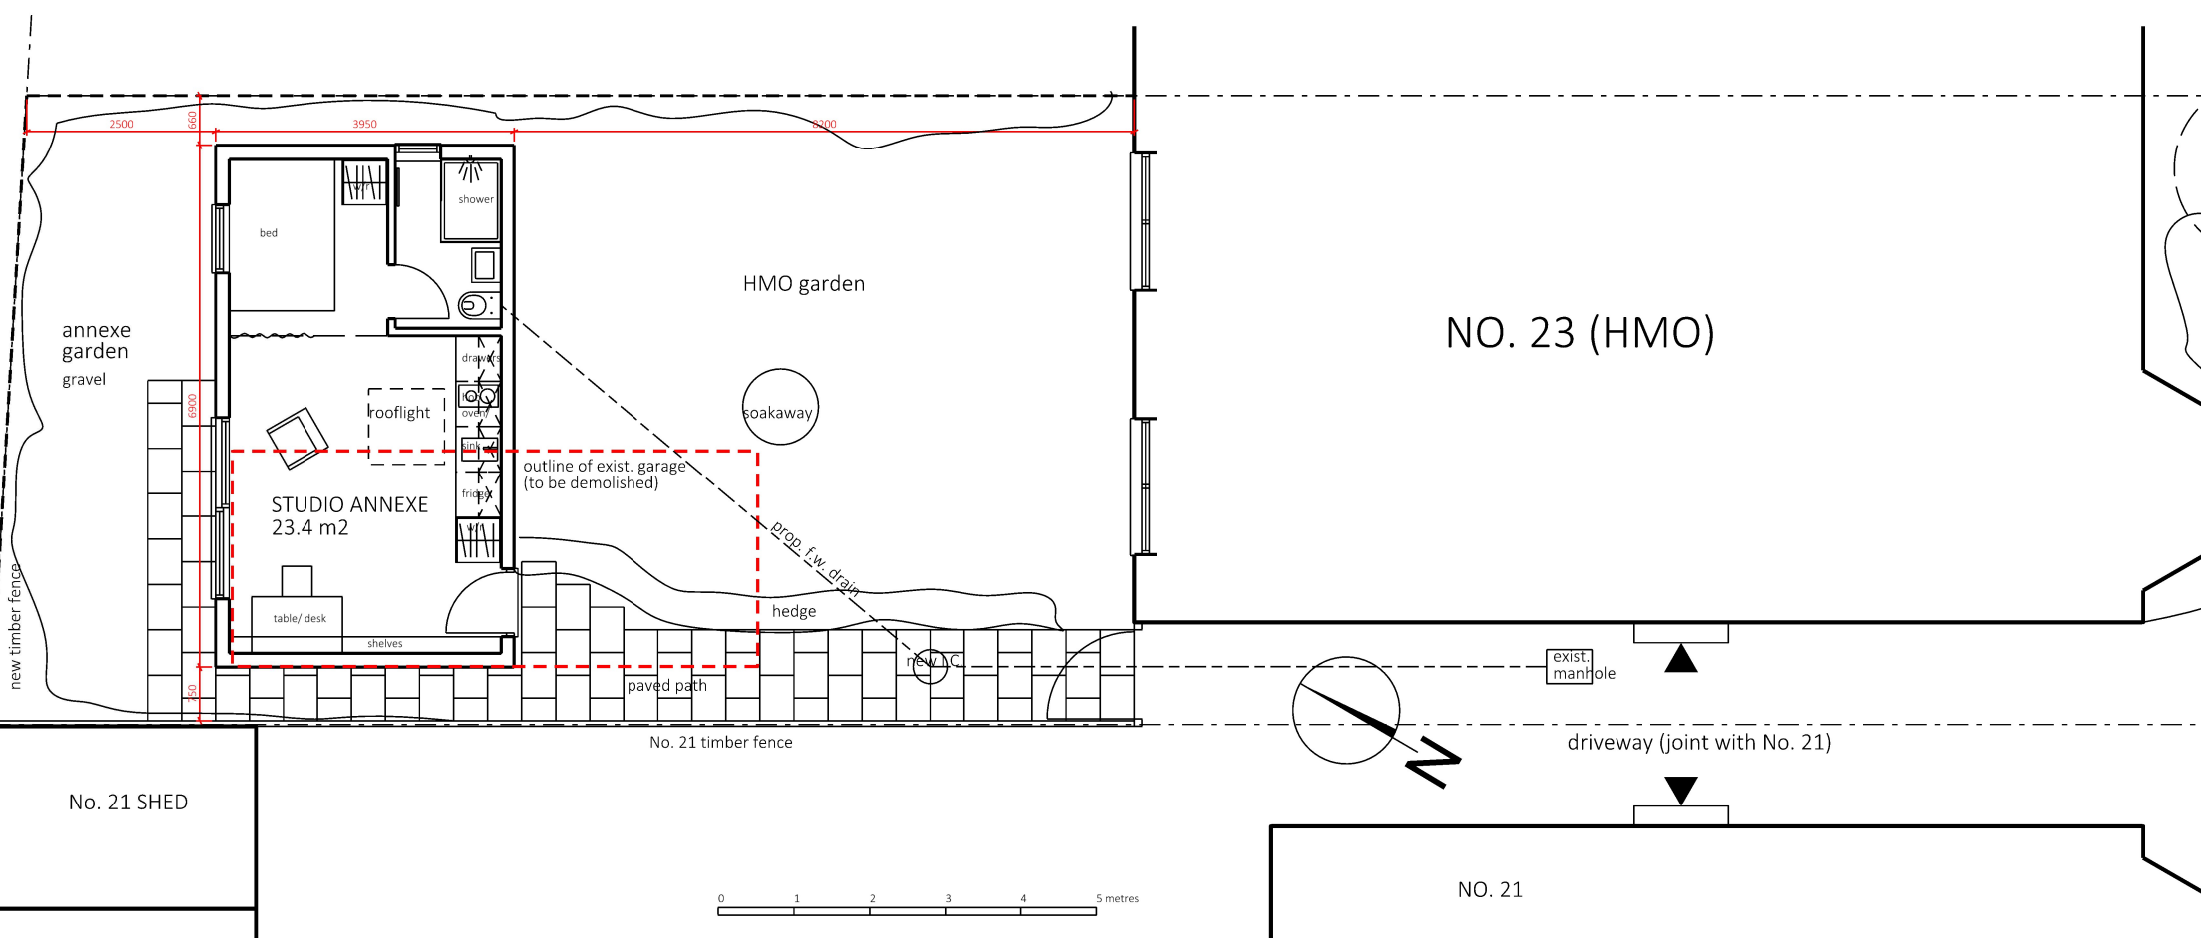 2500
660
3950
8200
w/r
shower
bed
HMO garden
annexe
garden
gravel
NO. 23 (HMO)
drawers
hob
oven/
rooflight
soakaway
6900
sink
outline of exist. garage
(to be demolished)
fridge
STUDIO ANNEXE
23.4 m2
w/r
prop. f.w. drain
new timber fence
hedge
table/ desk
shelves
new I.C.
exist.
manhole
paved path
750
No. 21 timber fence
N
driveway (joint with No. 21)
No. 21 SHED
0 1 2 3 4 5 metres
NO. 21